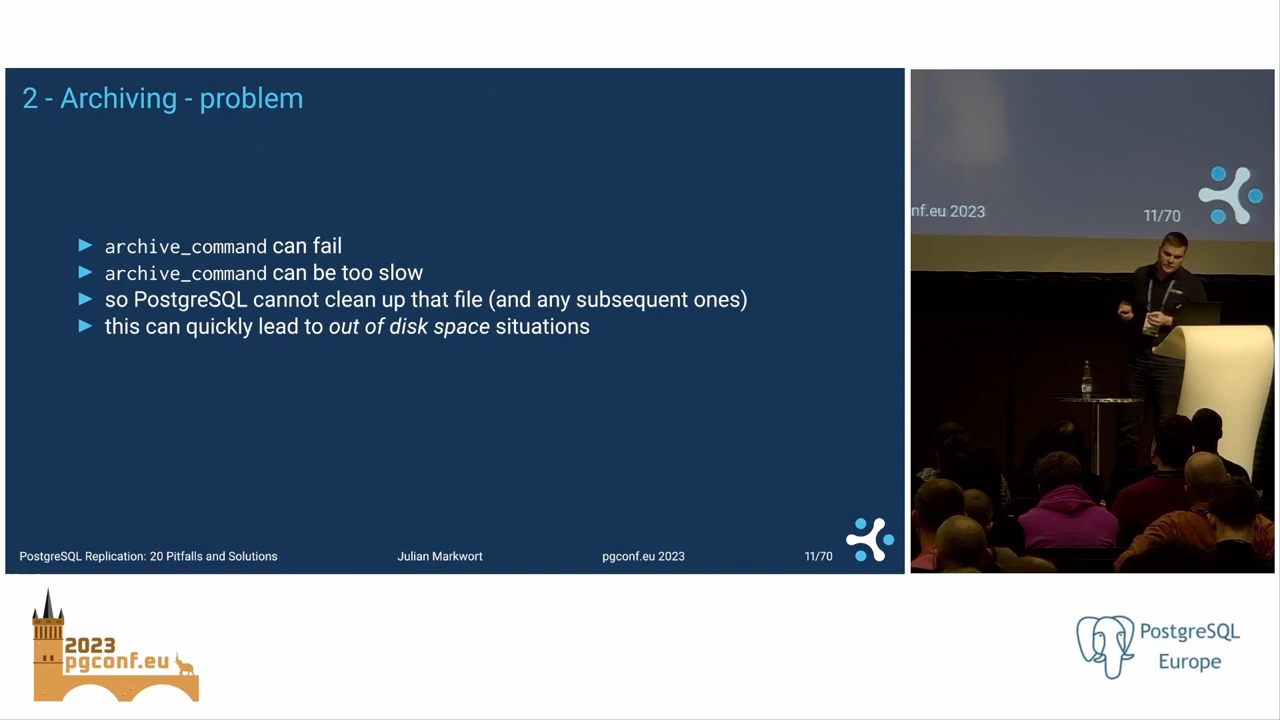 2 - Archiving - problem
archive_command can fail
archive_command can be too slow
so PostgreSQL cannot clean up that file (and any subsequent ones)
this can quickly lead to out of disk space situations
PostgreSQL Replication: 20 Pitfalls and Solutions
Julian Markwort
pgconf.eu 2023
11/70
nf.eu 2023
11/70
2023
pgconf.eu
PostgreSQL
Europe